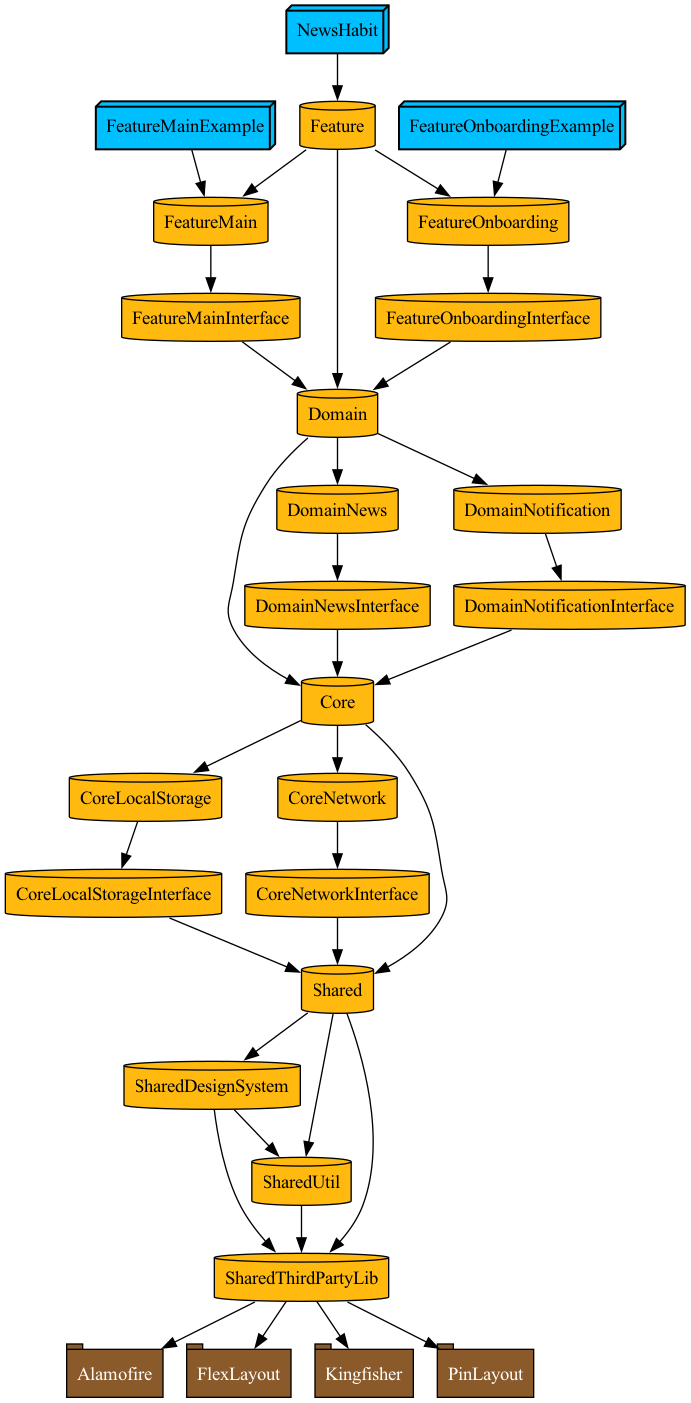 NewsHabit
FeatureMainExample
Feature
FeatureOnboardingExample
FeatureMain
FeatureOnboarding
FeatureMainInterface
FeatureOnboardingInterface
Domain
DomainNews
DomainNotification
DomainNewsInterface
DomainNotificationInterface
Core
CoreLocalStorage
CoreNetwork
CoreLocalStorageInterface
CoreNetworkInterface
Shared
SharedDesignSystem
SharedUtil
SharedThirdPartyLib
Alamofire
FlexLayout
Kingfisher
PinLayout